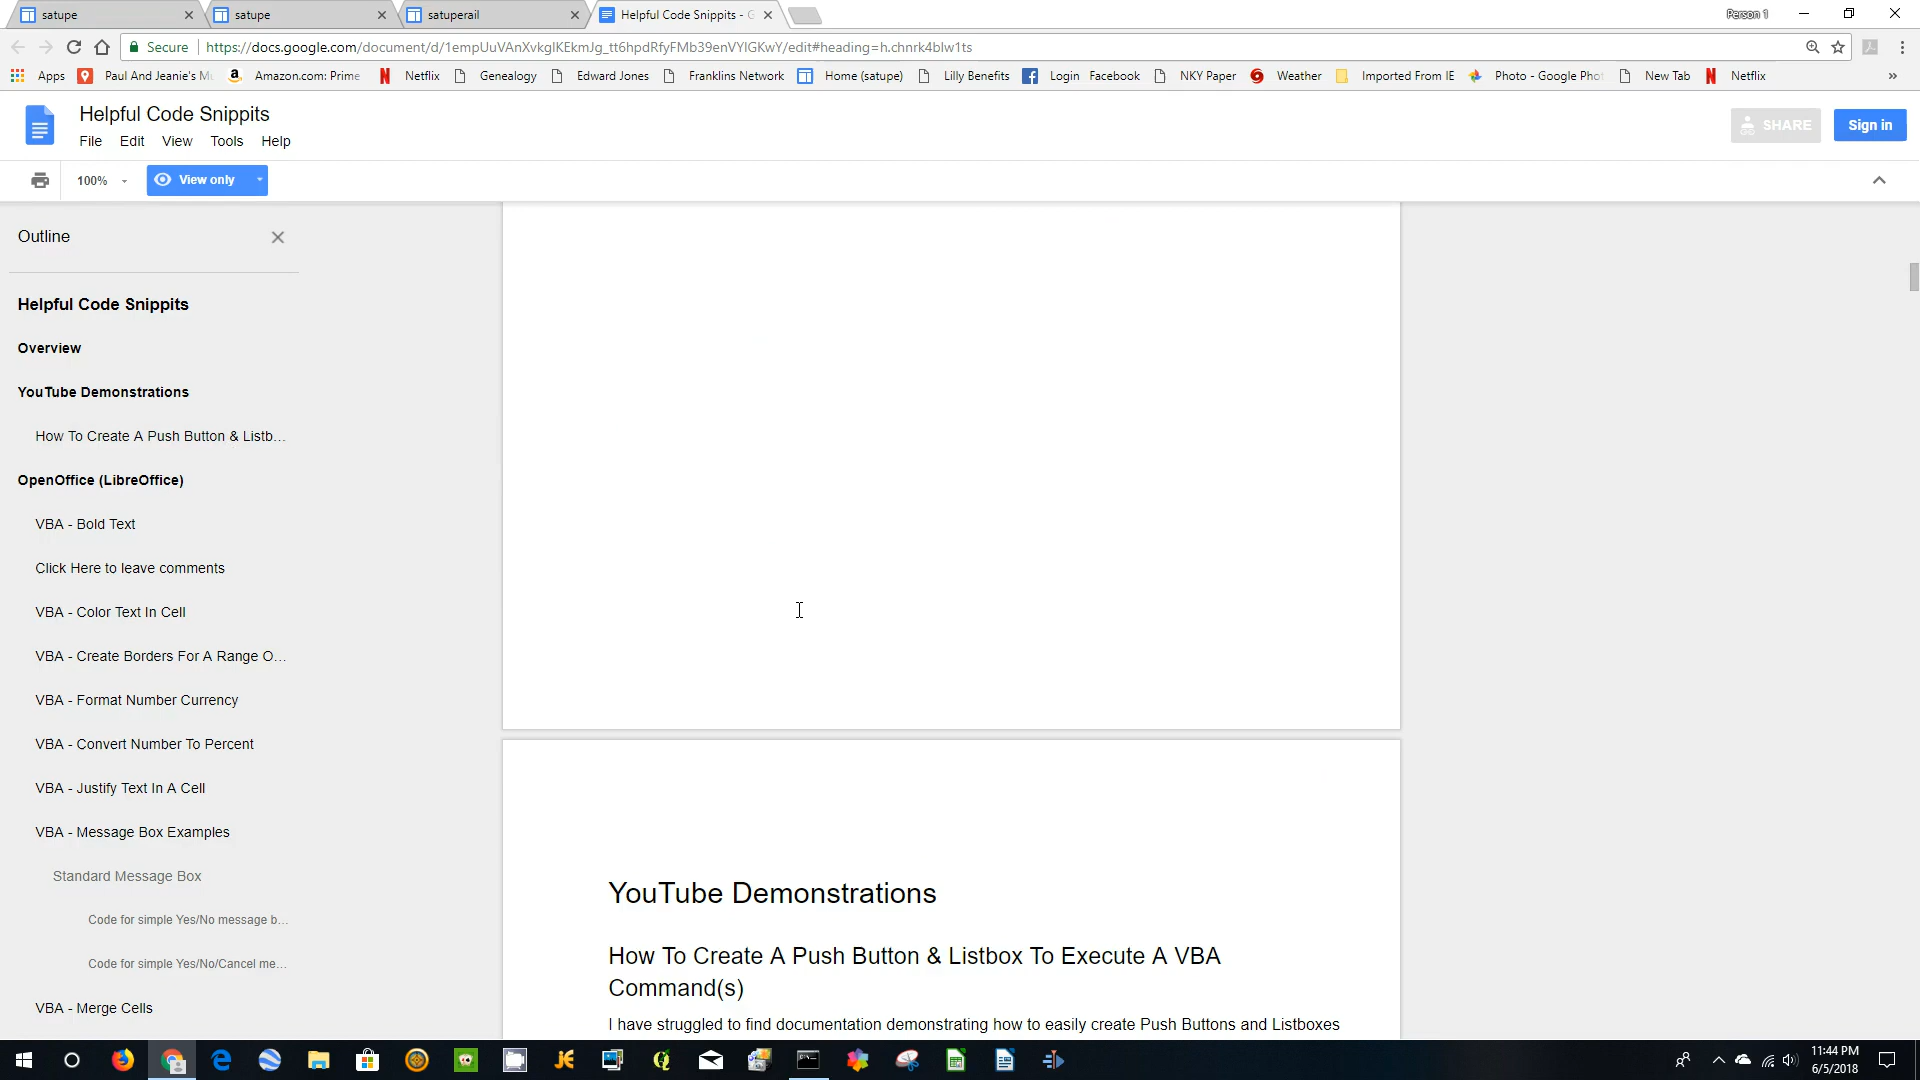 satupe
satupe
satuperail
Helpful Code Snippits - G
Person 1
Secure
https://docs.google.com/document/d/1empUuVAnXvkgIKEkmJg_tt6hpdRfyFMb39enVYlGKwY/edit#heading=h.chnrk4blw1ts
Apps
Paul And Jeanie's M
Amazon.com: Prime
Netflix
Genealogy
Edward Jones
Franklins Network
Home (satupe)
Lilly Benefits
Login
Facebook
NKY Paper
Weather
Imported From IE
Photo - Google Phot
New Tab
Netflix
»
Helpful Code Snippits
File Edit View Tools Help
SHARE
Sign in
100%
View only
Outline
Helpful Code Snippits
Overview
YouTube Demonstrations
How To Create A Push Button & Listb...
OpenOffice (LibreOffice)
VBA - Bold Text
Click Here to leave comments
VBA - Color Text In Cell
VBA - Create Borders For A Range O...
VBA - Format Number Currency
VBA - Convert Number To Percent
VBA - Justify Text In A Cell
VBA - Message Box Examples
Standard Message Box
Code for simple Yes/No message b...
Code for simple Yes/No/Cancel me...
VBA - Merge Cells
YouTube Demonstrations
How To Create A Push Button & Listbox To Execute A VBA
Command(s)
I have struggled to find documentation demonstrating how to easily create Push Buttons and Listboxes
11:44 PM
6/5/2018